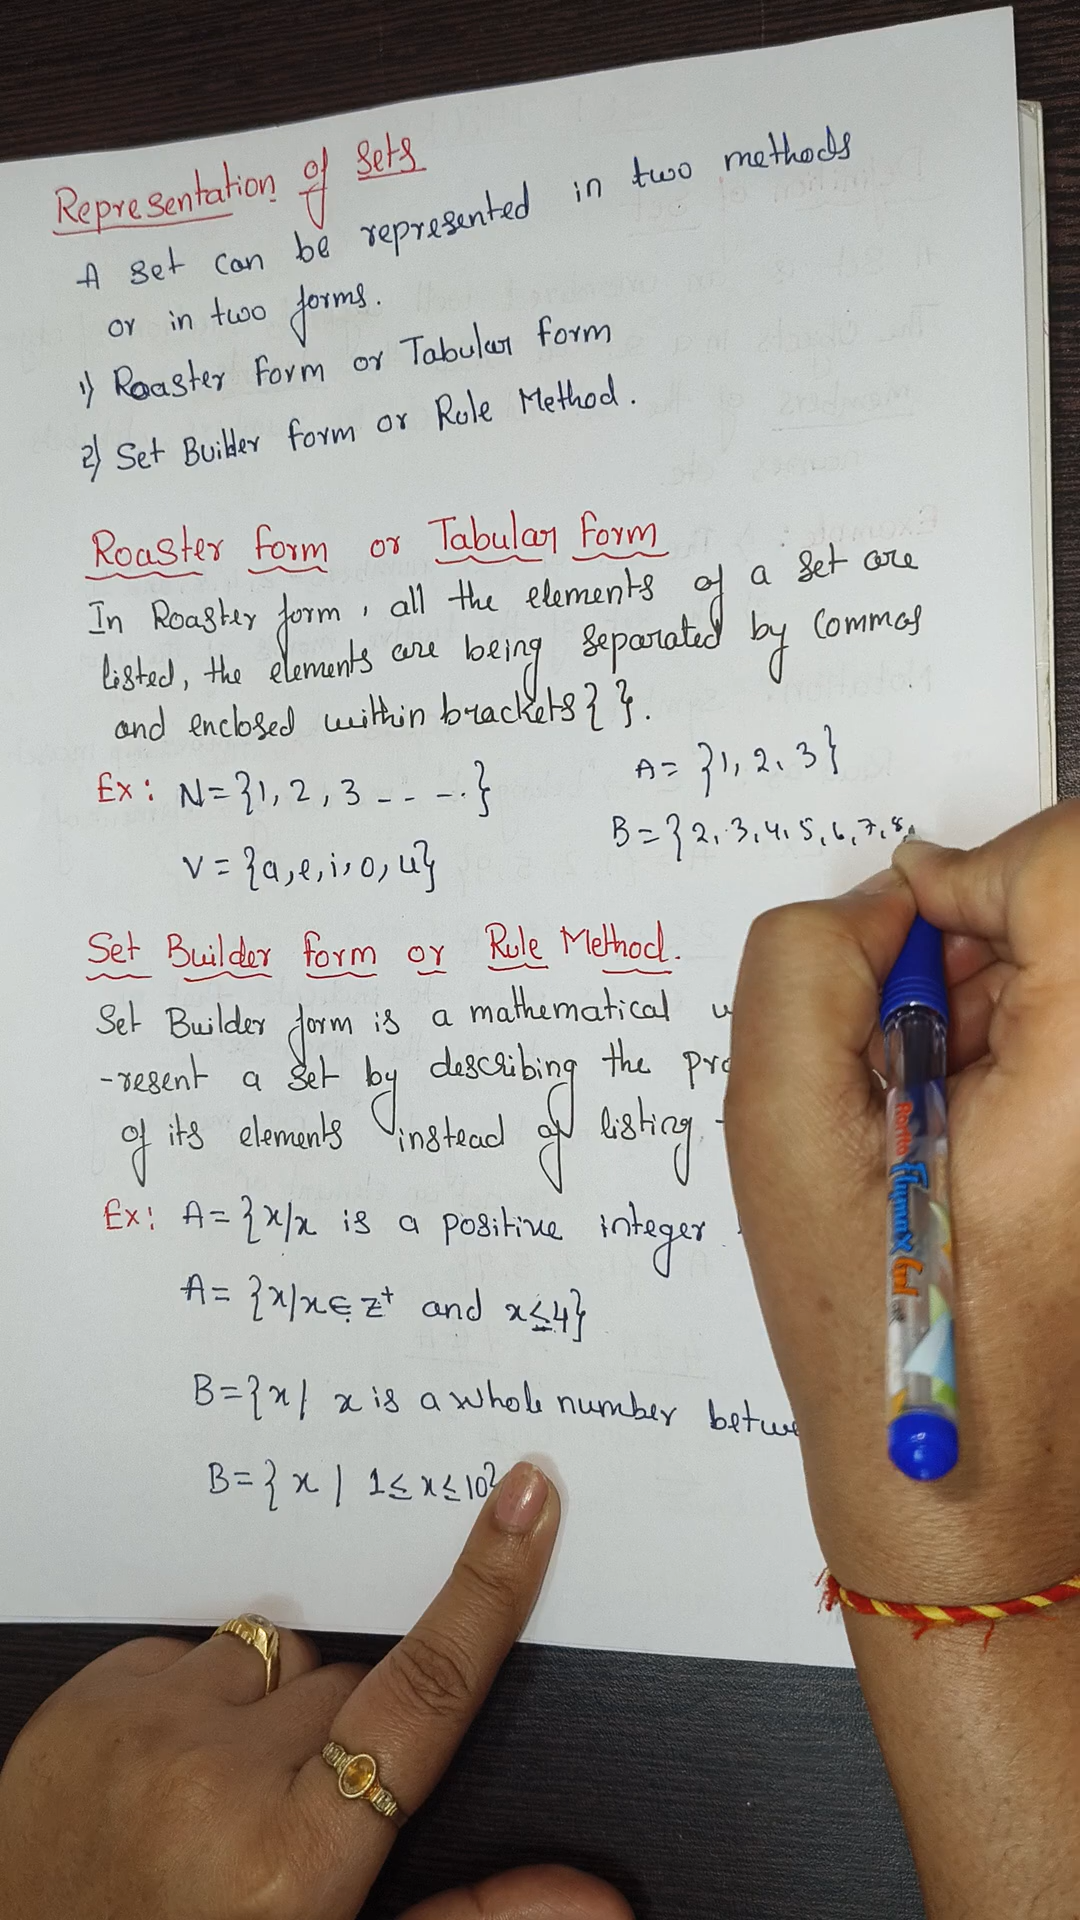 Representation of Sets
A set can be represented in two methods
or in two forms.
1) Roaster Form or Tabular Form
2) Set Builder Form or Rule Method.
Roaster Form or Tabular Form
In Roaster form, all the elements of a set are
listed, the elements are being separated by commas
and enclosed within brackets { }.
Ex: N={1, 2, 3 - - - . }
A= {1, 2, 3}
B= {2, 3, 4, 5, 6, 7, 8,
V = {a, e, i, o, u}
Set Builder Form or Rule Method.
Set Builder form is a mathematical
-resent a set by describing the
of its elements instead of listing
Ex: A= {x/x is a positive integer
A= {x/x∈ Z⁺ and x≤4}
B={x/ x is a whole number
B={ x / 1≤ x ≤10}
Rorito Flymax Gel